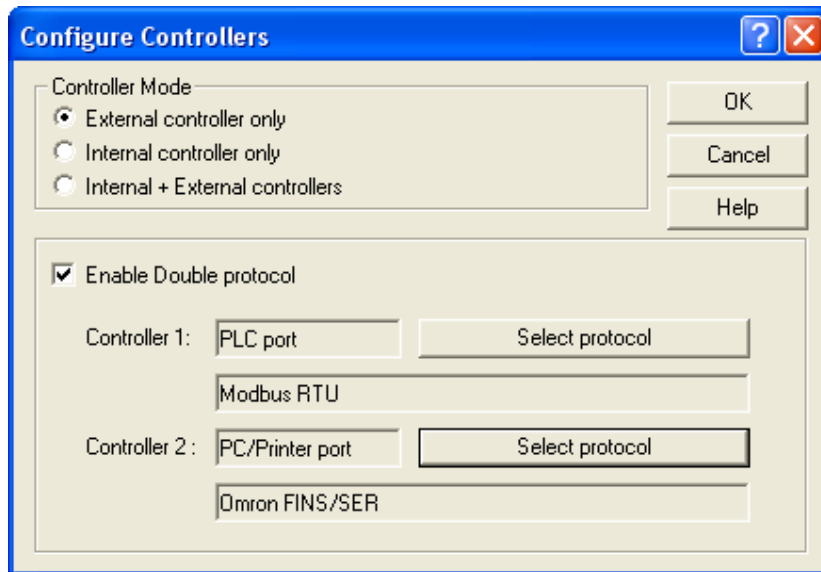 Configure Controllers
Controller Mode
External controller only
Internal controller only
Internal + External controllers
OK
Cancel
Help
Enable Double protocol
Controller 1: PLC port Select protocol
Modbus RTU
Controller 2 : PC/Printer port Select protocol
Omron FINS/SER